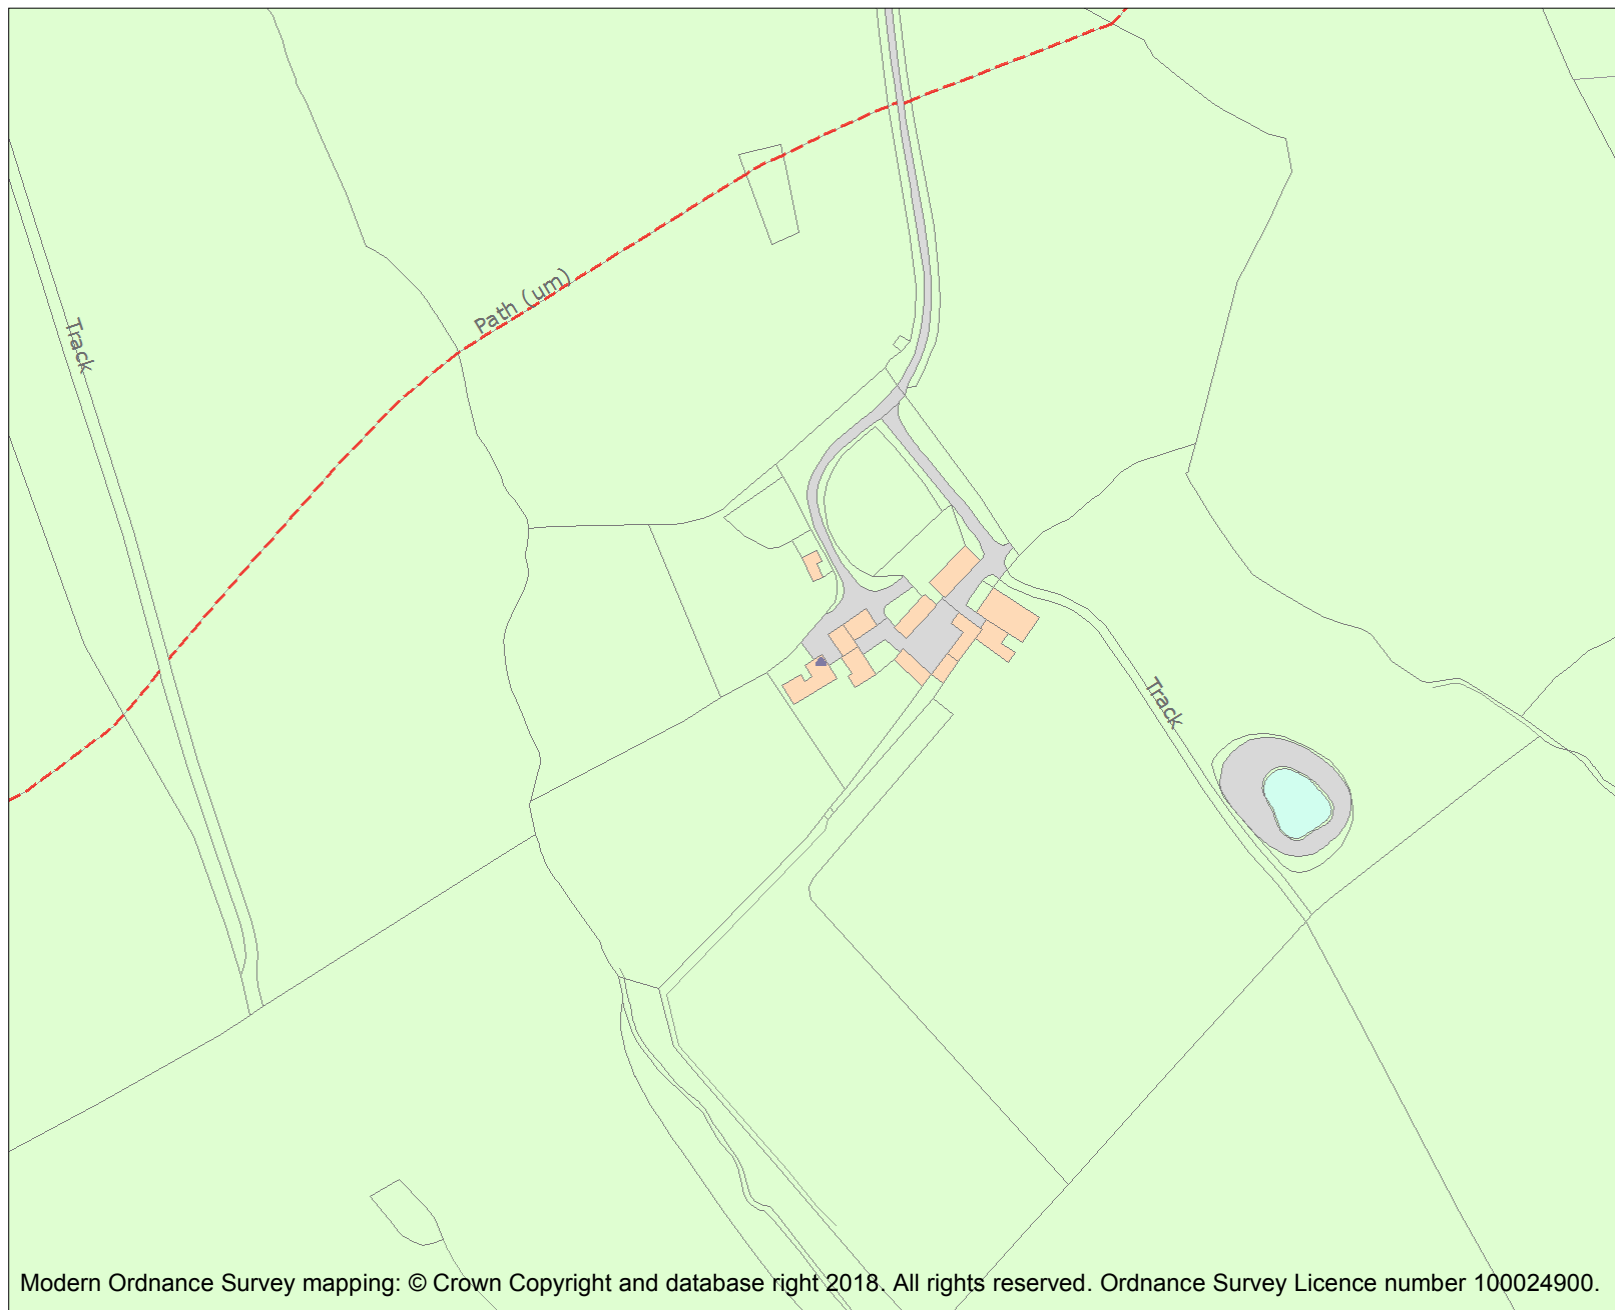 Path (um)
Track
Track
Modern Ordnance Survey mapping: © Crown Copyright and database right 2018. All rights reserved. Ordnance Survey Licence number 100024900.